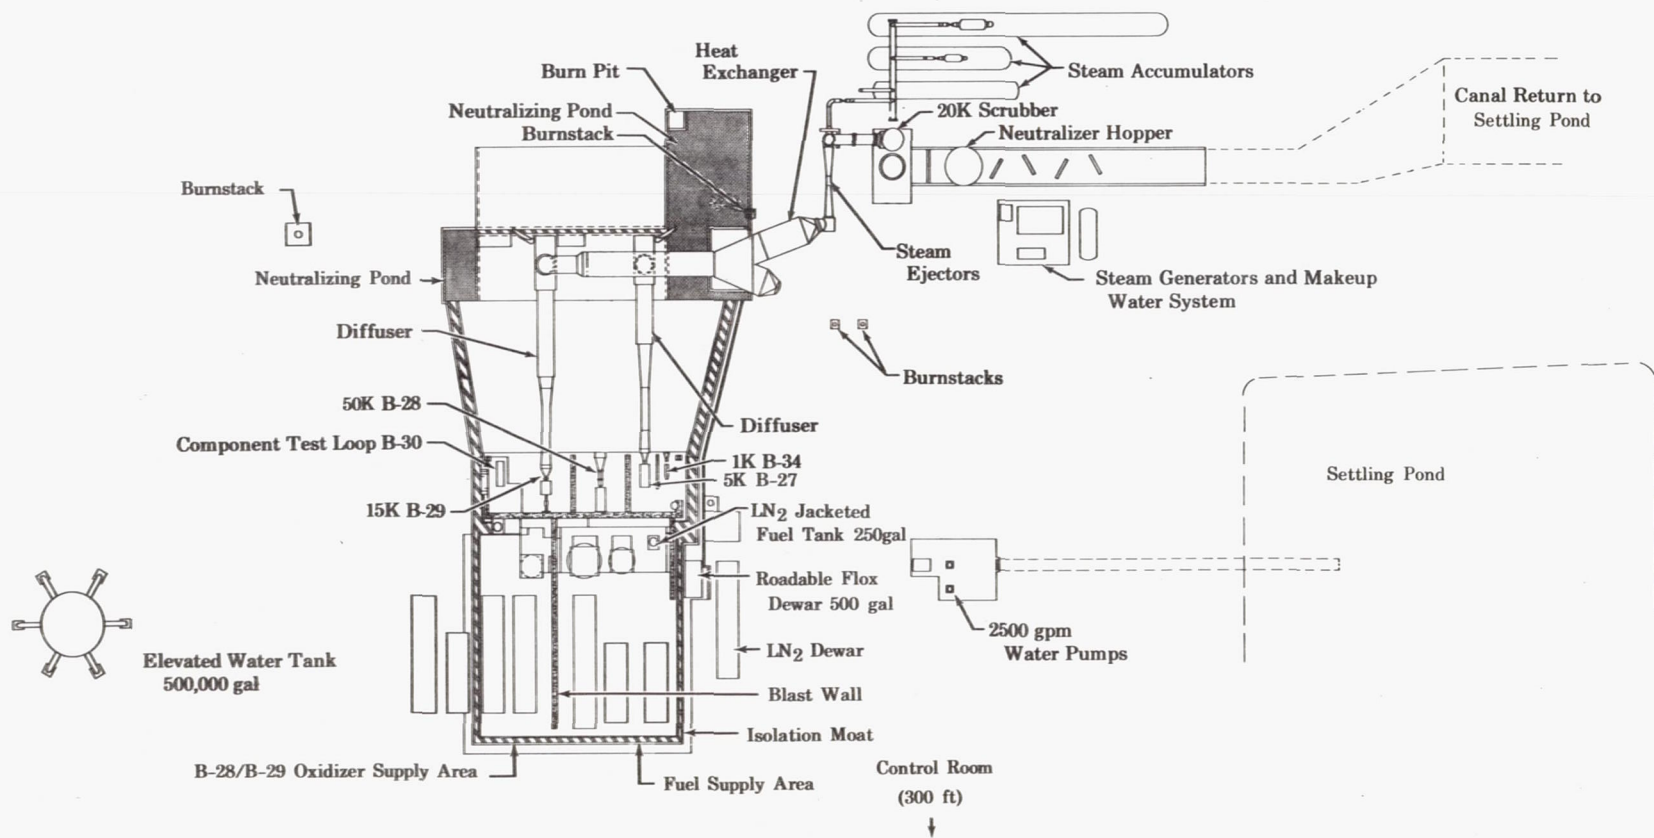 Heat
Exchanger
Burn Pit
Steam Accumulators
Neutralizing Pond
20K Scrubber
Canal Return to
Settling Pond
Burnstack
Neutralizer Hopper
Burnstack
Steam
Ejectors
Neutralizing Pond
Steam Generators and Makeup
Water System
Diffuser
Burnstacks
50K B-28
Diffuser
Component Test Loop B-30
1K B-34
5K B-27
Settling Pond
15K B-29
LN2 Jacketed
Fuel Tank 250gal
Roadable Flox
Dewar 500 gal
2500 gpm
Water Pumps
LN2 Dewar
Elevated Water Tank
500,000 gal
Blast Wall
Isolation Moat
B-28/B-29 Oxidizer Supply Area
Fuel Supply Area
Control Room
(300 ft)